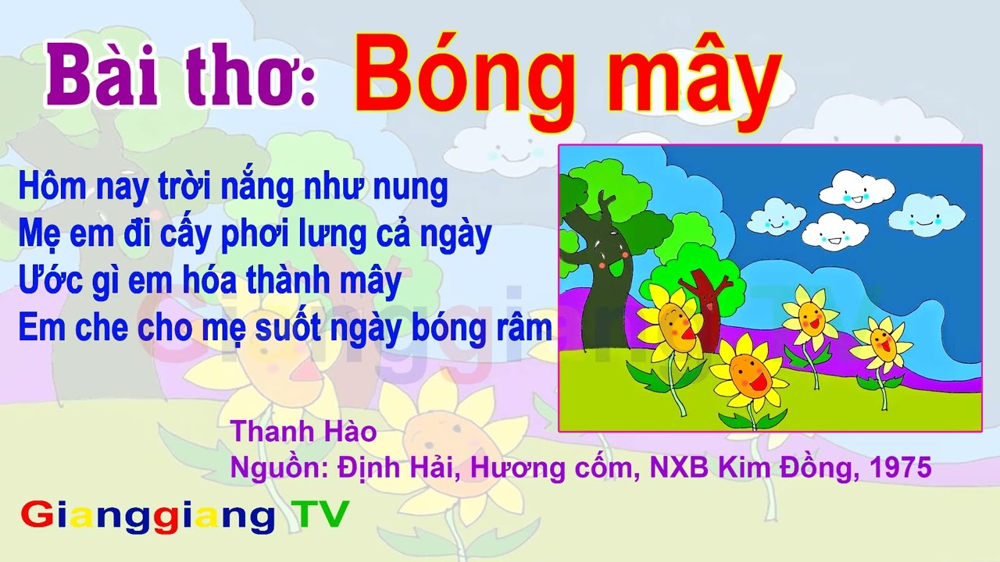 Bài thơ: Bóng mây
Hôm nay trời nắng như nung
Mẹ em đi cấy phơi lưng cả ngày
Ước gì em hóa thành mây
Em che cho mẹ suốt ngày bóng râm
Gianggiang TV
Thanh Hào
Nguồn: Định Hải, Hương cốm, NXB Kim Đồng, 1975
Gianggiang TV